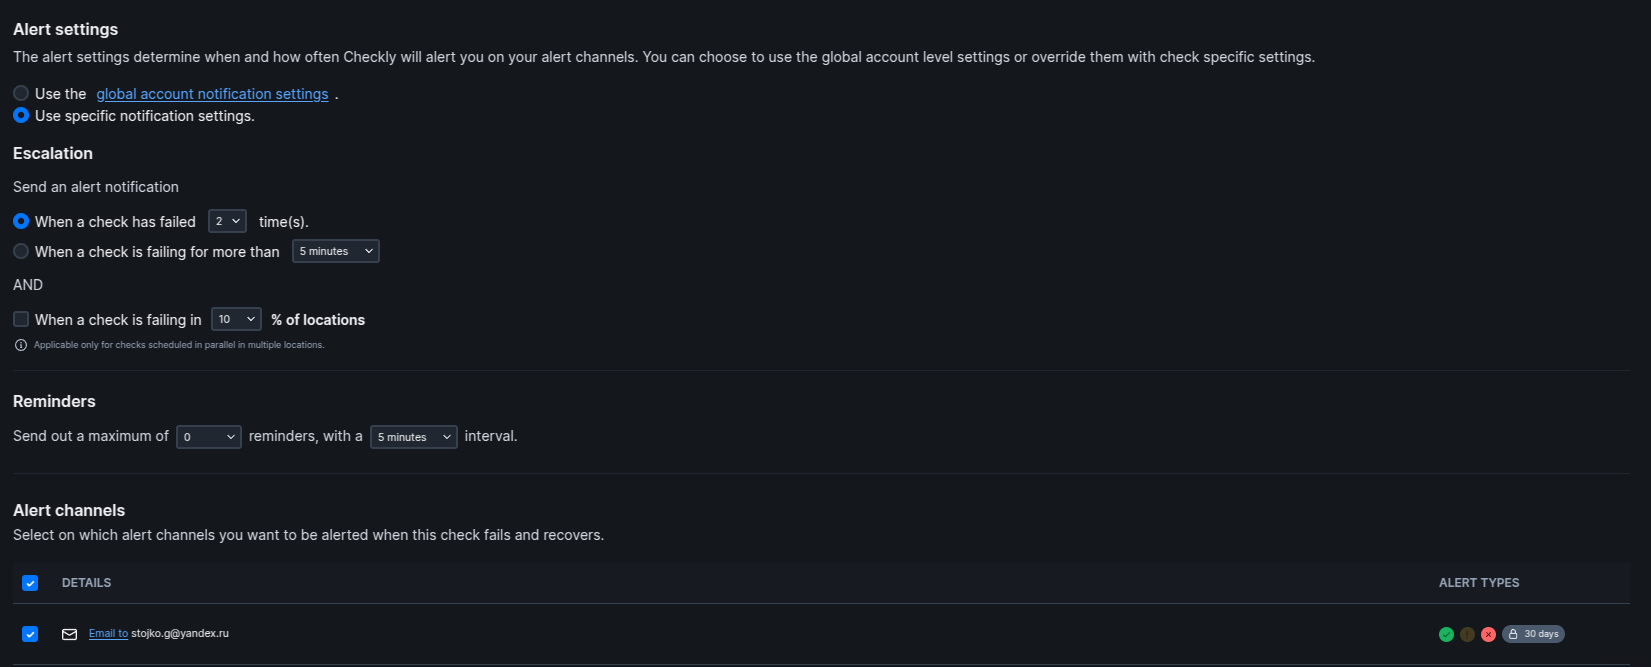 Alert settings
The alert settings determine when and how often Checkly will alert you on your alert channels. You can choose to use the global account level settings or override them with check specific settings.
Use the global account notification settings .
Use specific notification settings.
Escalation
Send an alert notification
When a check has failed 2 time(s).
When a check is failing for more than 5 minutes
AND
When a check is failing in 10 % of locations
Applicable only for checks scheduled in parallel in multiple locations.
Reminders
Send out a maximum of 0 reminders, with a 5 minutes interval.
Alert channels
Select on which alert channels you want to be alerted when this check fails and recovers.
DETAILS ALERT TYPES
Email to stojko.g@yandex.ru 30 days